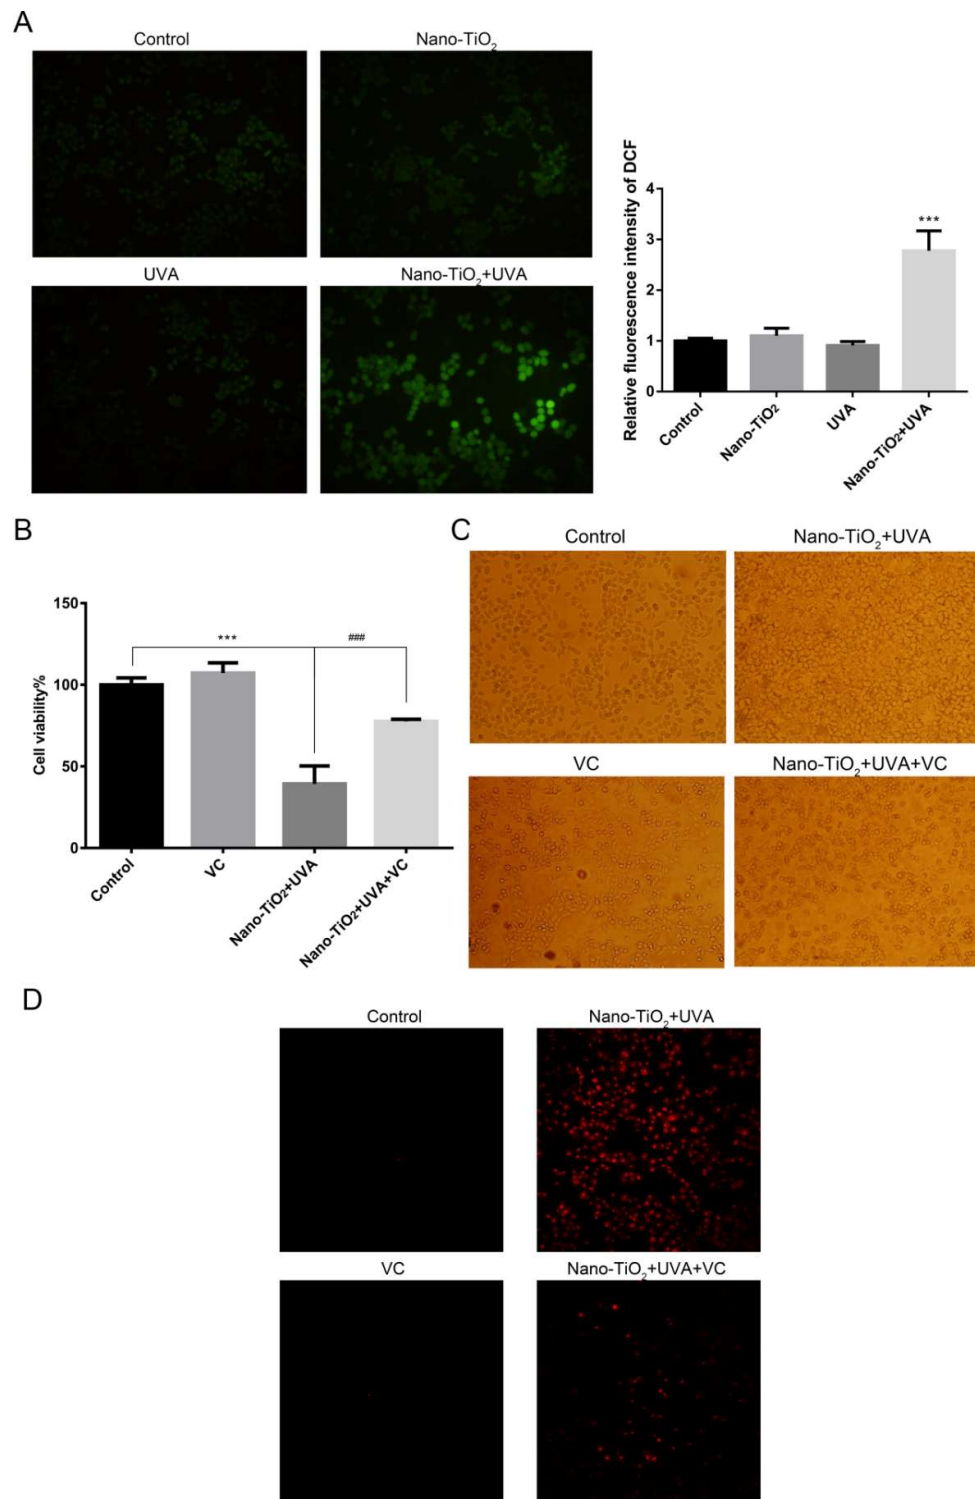 A
Control
Nano-TiO2
UVA
Nano-TiO2+UVA
Relative fluorescence intensity of DCF
4
3
2
1
0
***
Control
Nano-TiO2
UVA
Nano-TiO2+UVA
B
Cell viability%
150
100
50
0
***
###
Control
VC
Nano-TiO2+UVA
Nano-TiO2+UVA+VC
C
Control
Nano-TiO2+UVA
VC
Nano-TiO2+UVA+VC
D
Control
Nano-TiO2+UVA
VC
Nano-TiO2+UVA+VC